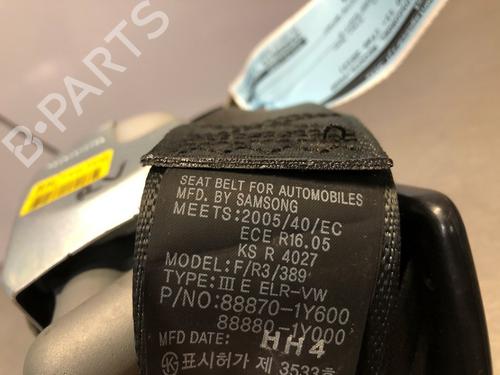 B-PARTS
SEAT BELT FOR AUTOMOBILES
MFD. BY SAMSONG
MEETS:2005/40/EC
ECE R16.05
KS R 4027
MODEL:F/R3/389
TYPE:III E ELR-VW
P/NO:88870-1Y600
88880-1Y000
MFD DATE: HH4
표시허가 제 3533호